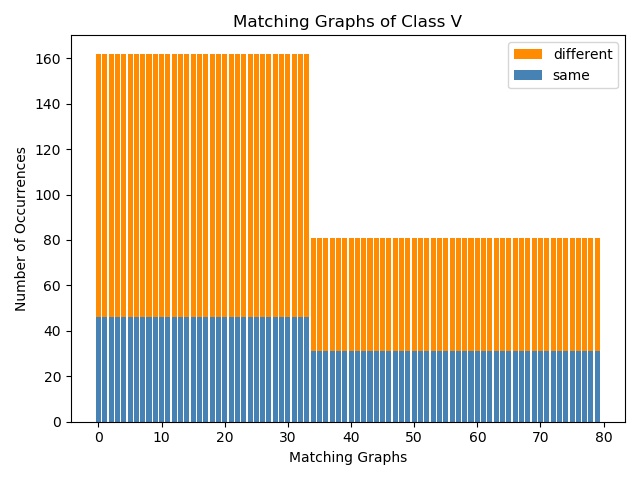 Matching Graphs of Class V
different
same
Number of Occurrences
160
140
120
100
80
60
40
20
0
0 10 20 30 40 50 60 70 80
Matching Graphs